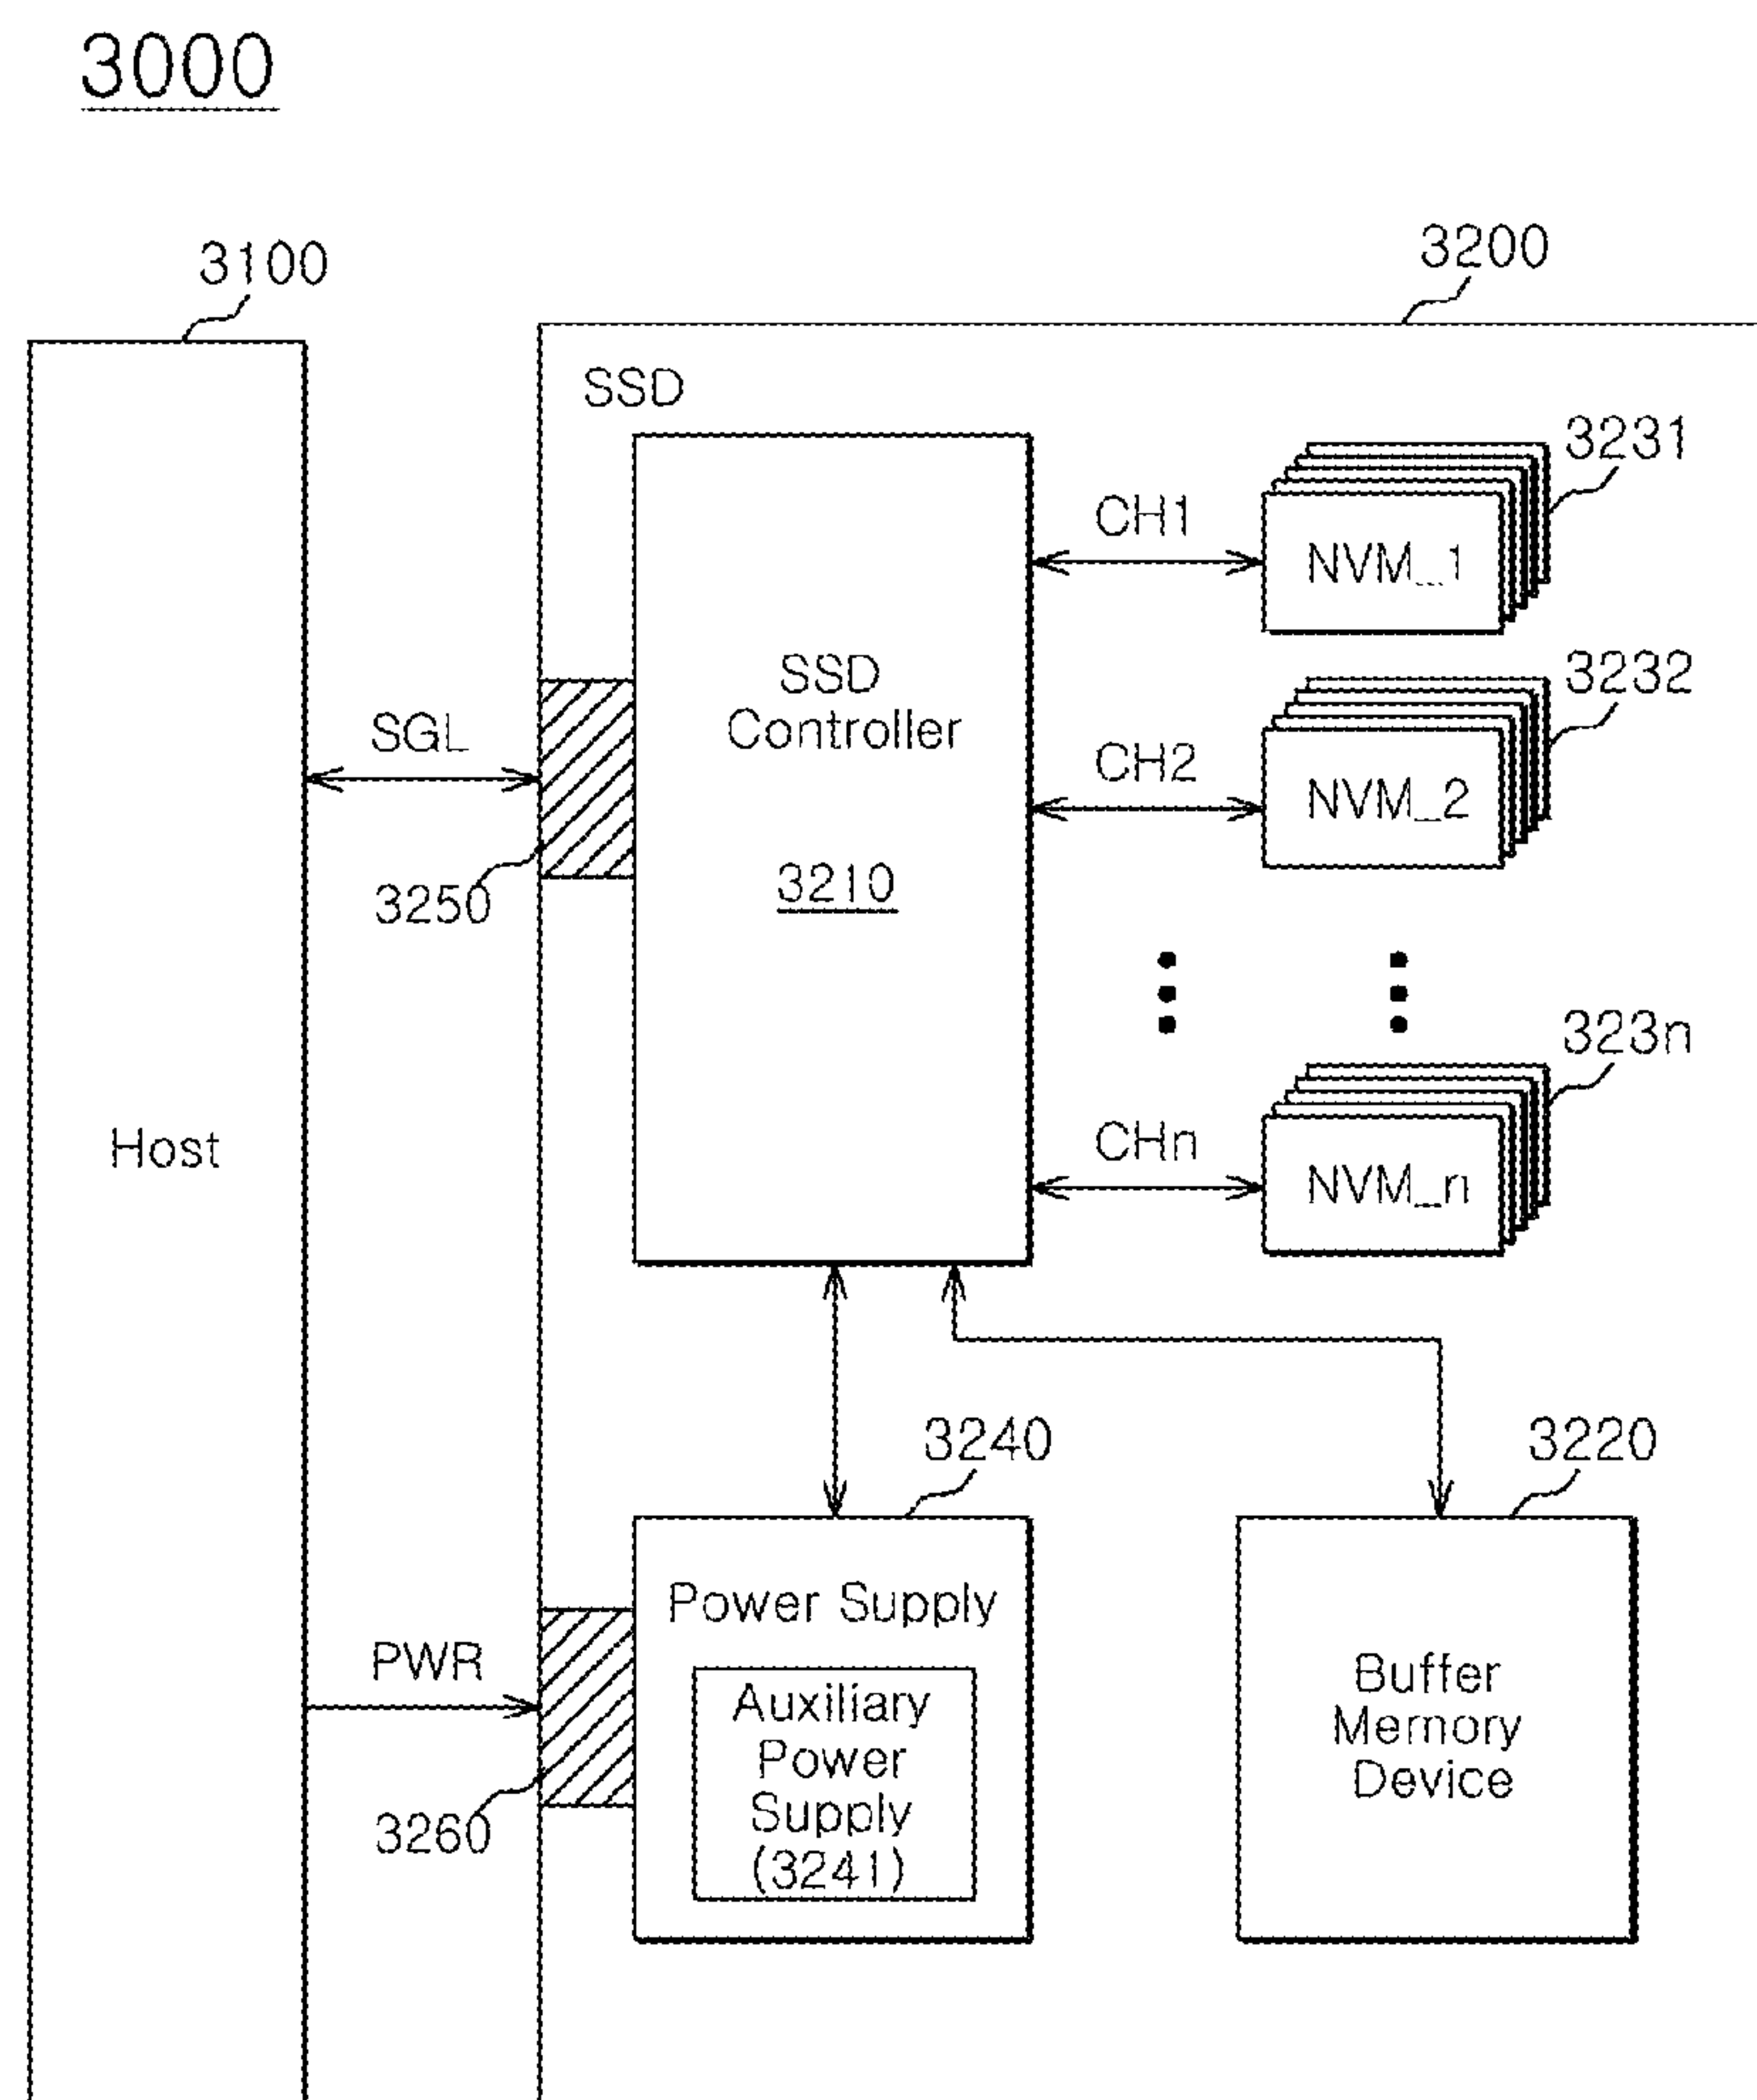 3000
3100
3200
SSD
3231
CH1
NVM_1
SSD
Controller
3210
3232
SGL
CH2
NVM_2
3250
323n
Host
CHn
NVM_n
3240
3220
Power Supply
PWR
Auxiliary
Power
Supply
(3241)
Buffer
Memory
Device
3260